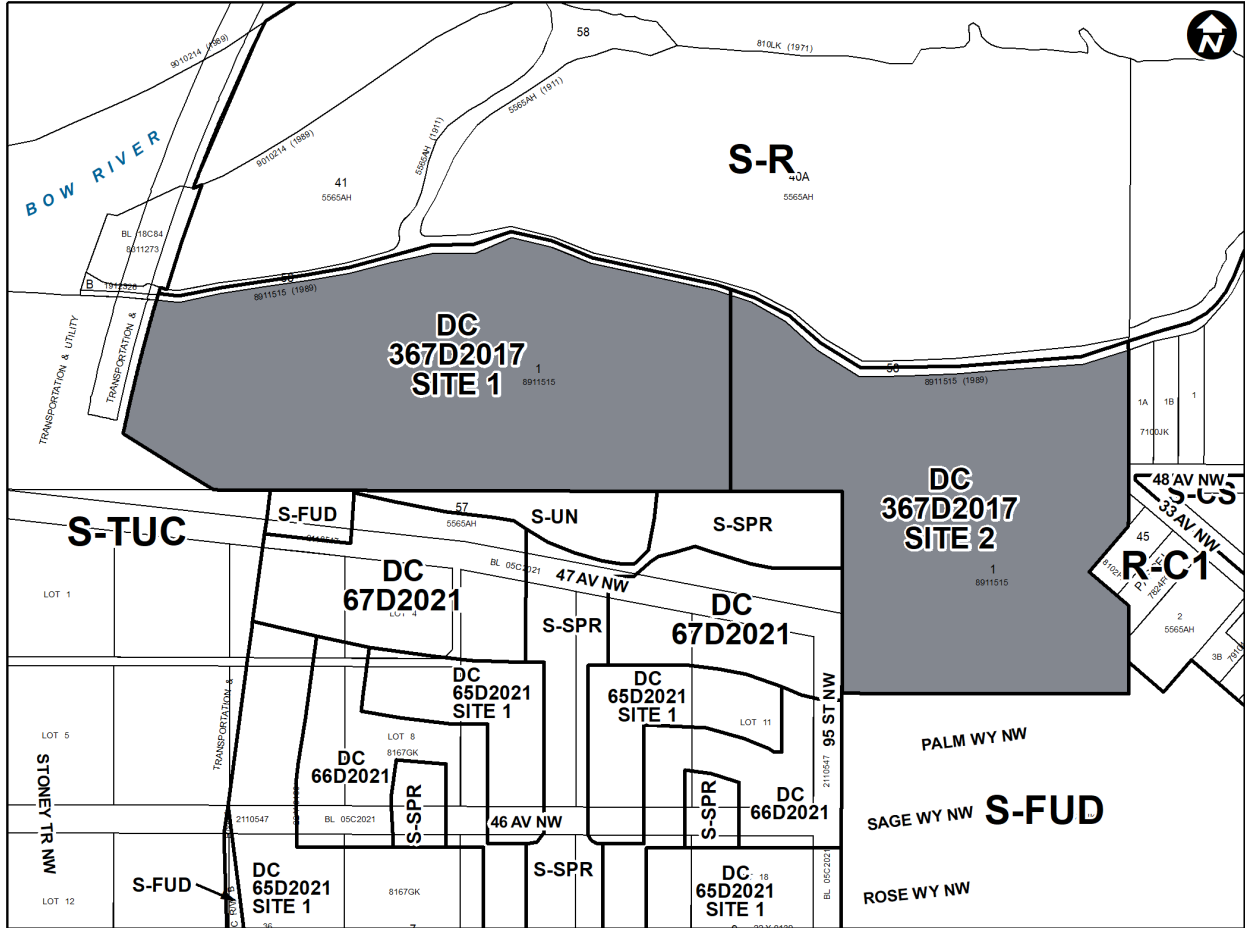 N
9010214 (1989)
58
810LK (1971)
5565AH (1911)
BOW RIVER
9010214 (1989)
5565AH (1911)
S-R
41
5565AH
40A
5565AH
BL 18C84
8311273
B
1912326
50
8911515 (1989)
TRANSPORTATION & UTILITY
TRANSPORTATION &
DC
367D2017
SITE 1
1
8911515
50
8911515 (1989)
1A
1B
1
7100JK
DC
367D2017
SITE 2
1
8911515
48 AV NW
S-CS
33 AV NW
45
R-C1
2
5565AH
3B
S-FUD
57
5565AH
S-UN
S-SPR
S-TUC
BL 05C2021
47 AV NW
DC
67D2021
LOT 4
LOT 1
DC
67D2021
S-SPR
DC
65D2021
SITE 1
DC
65D2021
SITE 1
LOT 11
95 ST NW
2110547
TRANSPORTATION &
LOT 5
LOT 8
8167GK
DC
66D2021
S-SPR
S-SPR
DC
66D2021
PALM WY NW
STONEY TR NW
2110547
BL 05C2021
46 AV NW
SAGE WY NW
S-FUD
S-FUD
DC
65D2021
SITE 1
8167GK
S-SPR
DC
65D2021
SITE 1
18
BL 05C2021
ROSE WY NW
LOT 12
36